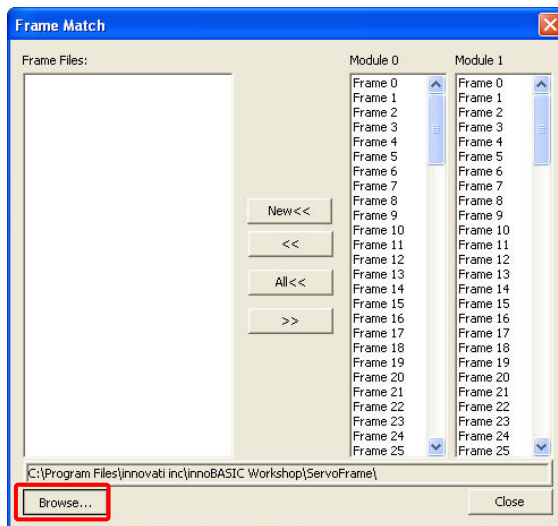 Frame Match
Frame Files:
Module 0
Module 1
Frame 0
Frame 1
Frame 2
Frame 3
Frame 4
Frame 5
Frame 6
Frame 7
Frame 8
Frame 9
Frame 10
Frame 11
Frame 12
Frame 13
Frame 14
Frame 15
Frame 16
Frame 17
Frame 18
Frame 19
Frame 20
Frame 21
Frame 22
Frame 23
Frame 24
Frame 25
Frame 0
Frame 1
Frame 2
Frame 3
Frame 4
Frame 5
Frame 6
Frame 7
Frame 8
Frame 9
Frame 10
Frame 11
Frame 12
Frame 13
Frame 14
Frame 15
Frame 16
Frame 17
Frame 18
Frame 19
Frame 20
Frame 21
Frame 22
Frame 23
Frame 24
Frame 25
New<<
<<
All<<
>>
C:\Program Files\innovati inc\innoBASIC Workshop\ServoFrame\
Browse...
Close